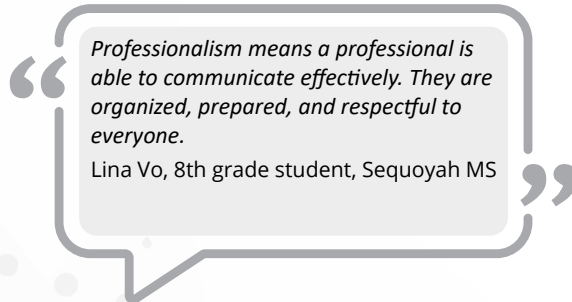 Professionalism means a professional is
able to communicate effectively. They are
organized, prepared, and respectful to
everyone.
Lina Vo, 8th grade student, Sequoyah MS